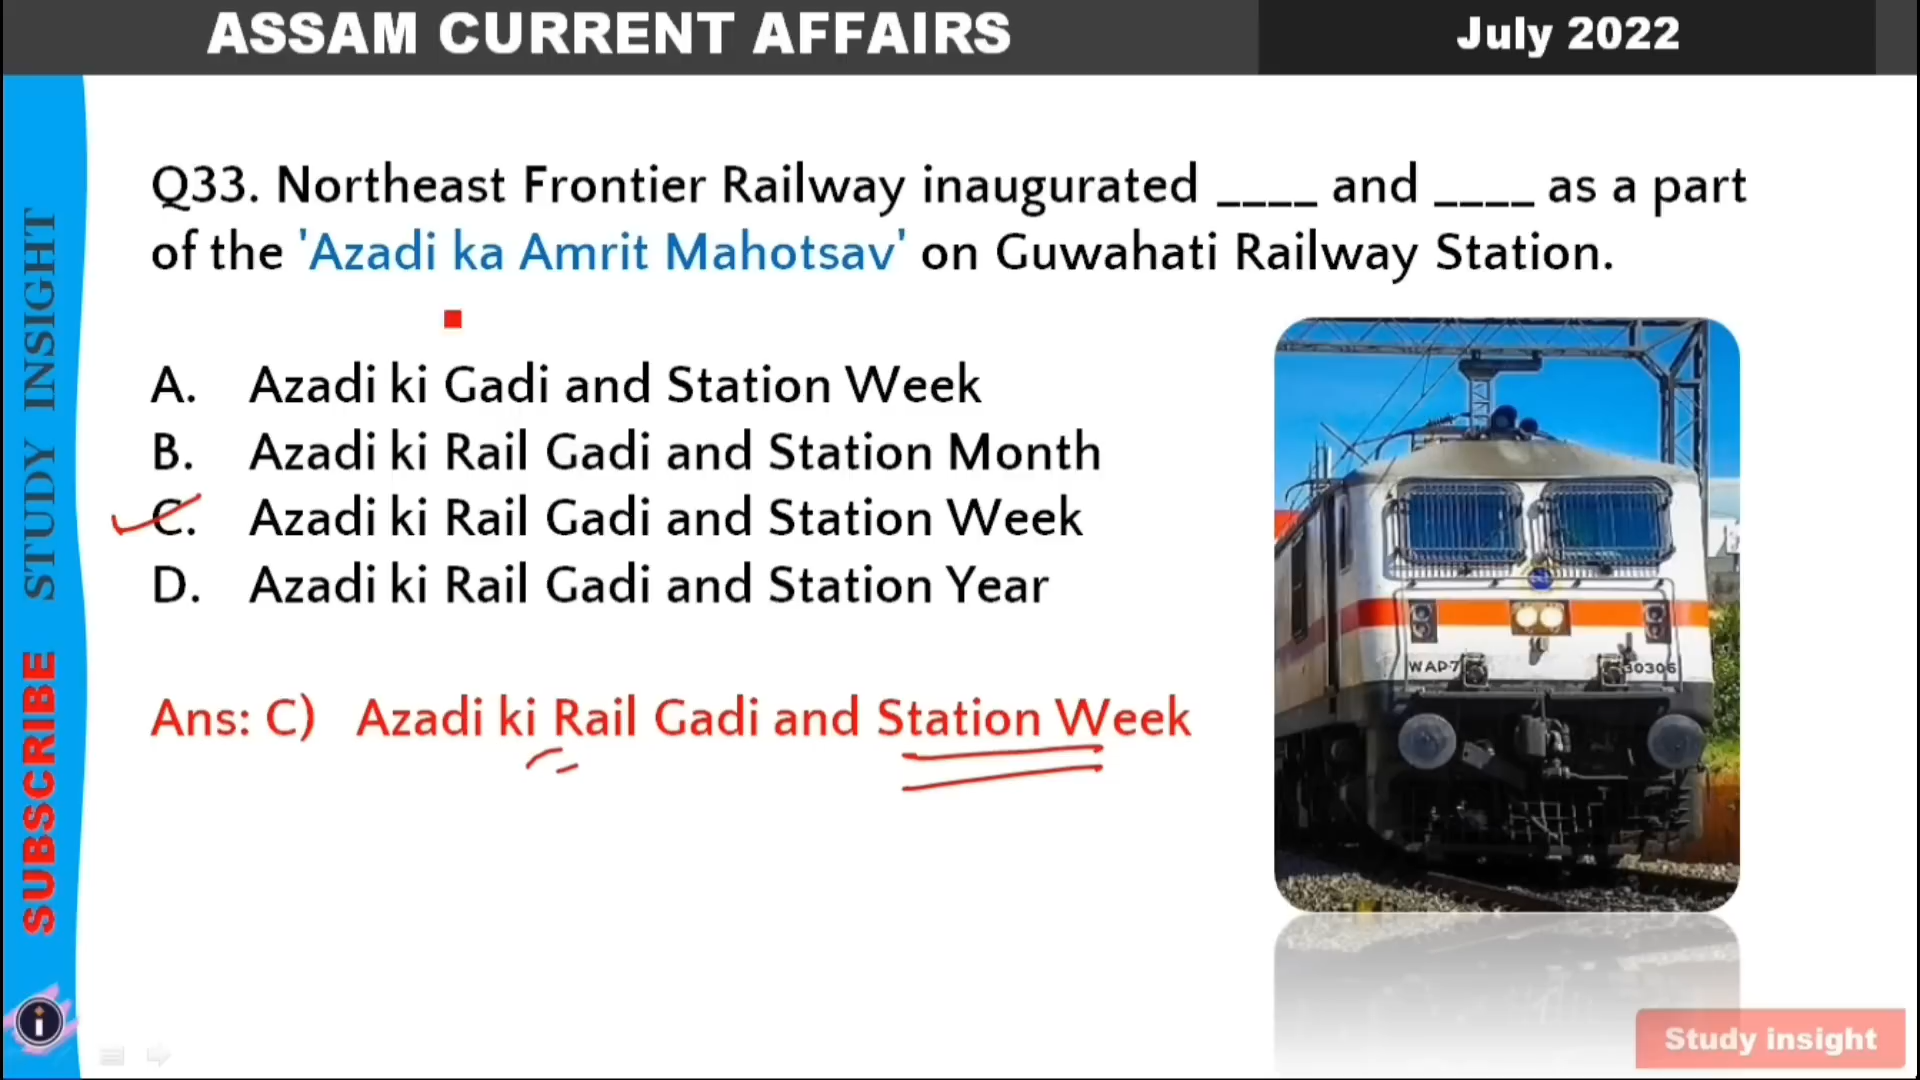 ASSAM CURRENT AFFAIRS
July 2022
Q33. Northeast Frontier Railway inaugurated ____ and ____ as a part
of the 'Azadi ka Amrit Mahotsav' on Guwahati Railway Station.
A. Azadi ki Gadi and Station Week
B. Azadi ki Rail Gadi and Station Month
C. Azadi ki Rail Gadi and Station Week
D. Azadi ki Rail Gadi and Station Year
Ans: C) Azadi ki Rail Gadi and Station Week
WAP-7
30306
SUBSCRIBE STUDY INSIGHT
i
Study insight